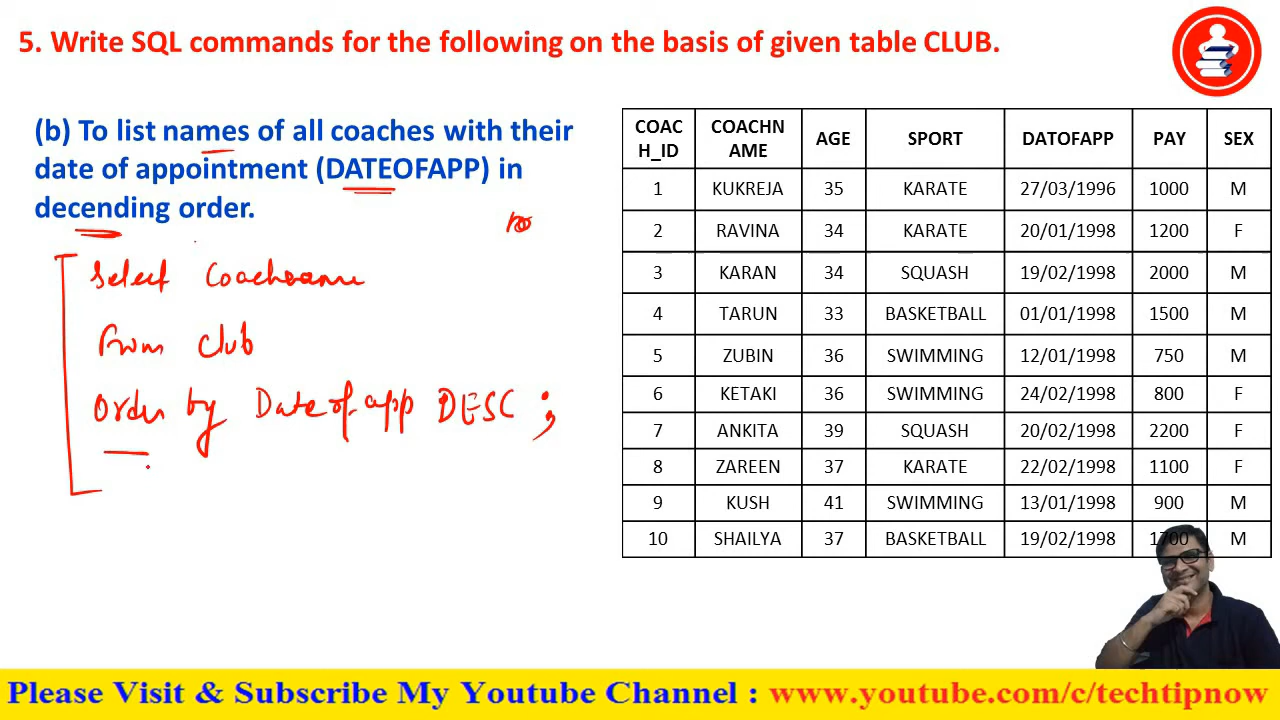 5. Write SQL commands for the following on the basis of given table CLUB.
(b) To list names of all coaches with their
date of appointment (DATEOFAPP) in
decending order.
Select Coachname
From Club
Order by Dateofapp DESC ;
COAC
H_ID COACHN
AME AGE SPORT DATOFAPP PAY SEX
1 KUKREJA 35 KARATE 27/03/1996 1000 M
2 RAVINA 34 KARATE 20/01/1998 1200 F
3 KARAN 34 SQUASH 19/02/1998 2000 M
4 TARUN 33 BASKETBALL 01/01/1998 1500 M
5 ZUBIN 36 SWIMMING 12/01/1998 750 M
6 KETAKI 36 SWIMMING 24/02/1998 800 F
7 ANKITA 39 SQUASH 20/02/1998 2200 F
8 ZAREEN 37 KARATE 22/02/1998 1100 F
9 KUSH 41 SWIMMING 13/01/1998 900 M
10 SHAILYA 37 BASKETBALL 19/02/1998 1700 M
Please Visit & Subscribe My Youtube Channel : www.youtube.com/c/techtipnow